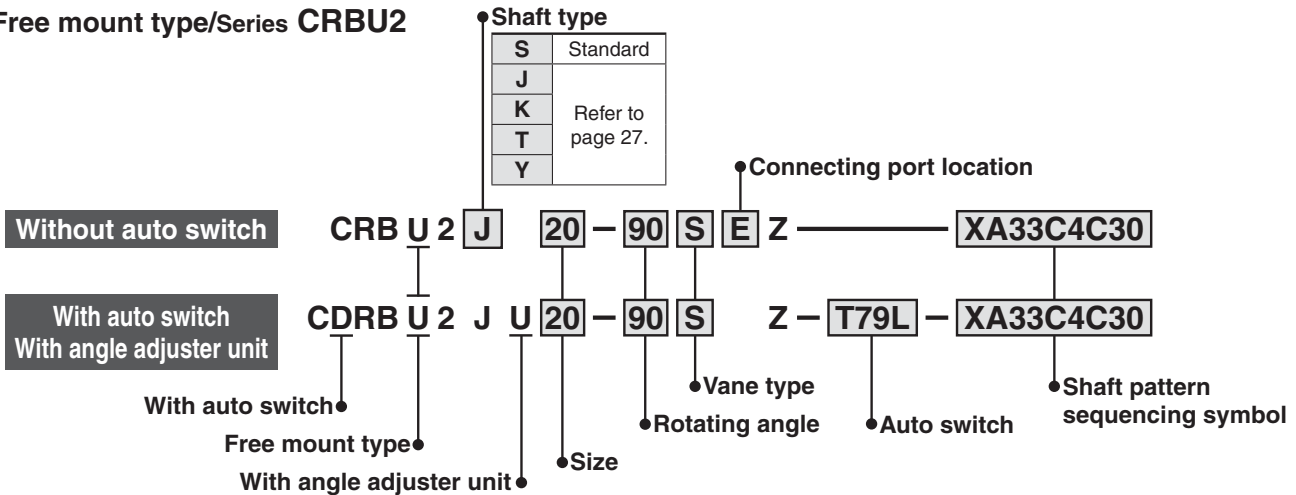 Free mount type/Series CRBU2
Shaft type
S Standard
J
K
T
Y
Refer to
page 27.
Connecting port location
Without auto switch CRB U 2 J 20 – 90 S E Z — XA33C4C30
With auto switch
With angle adjuster unit
CDRB U 2 J U 20 – 90 S Z – T79L – XA33C4C30
With auto switch
Free mount type
With angle adjuster unit
Size
Rotating angle
Vane type
Auto switch
Shaft pattern
sequencing symbol